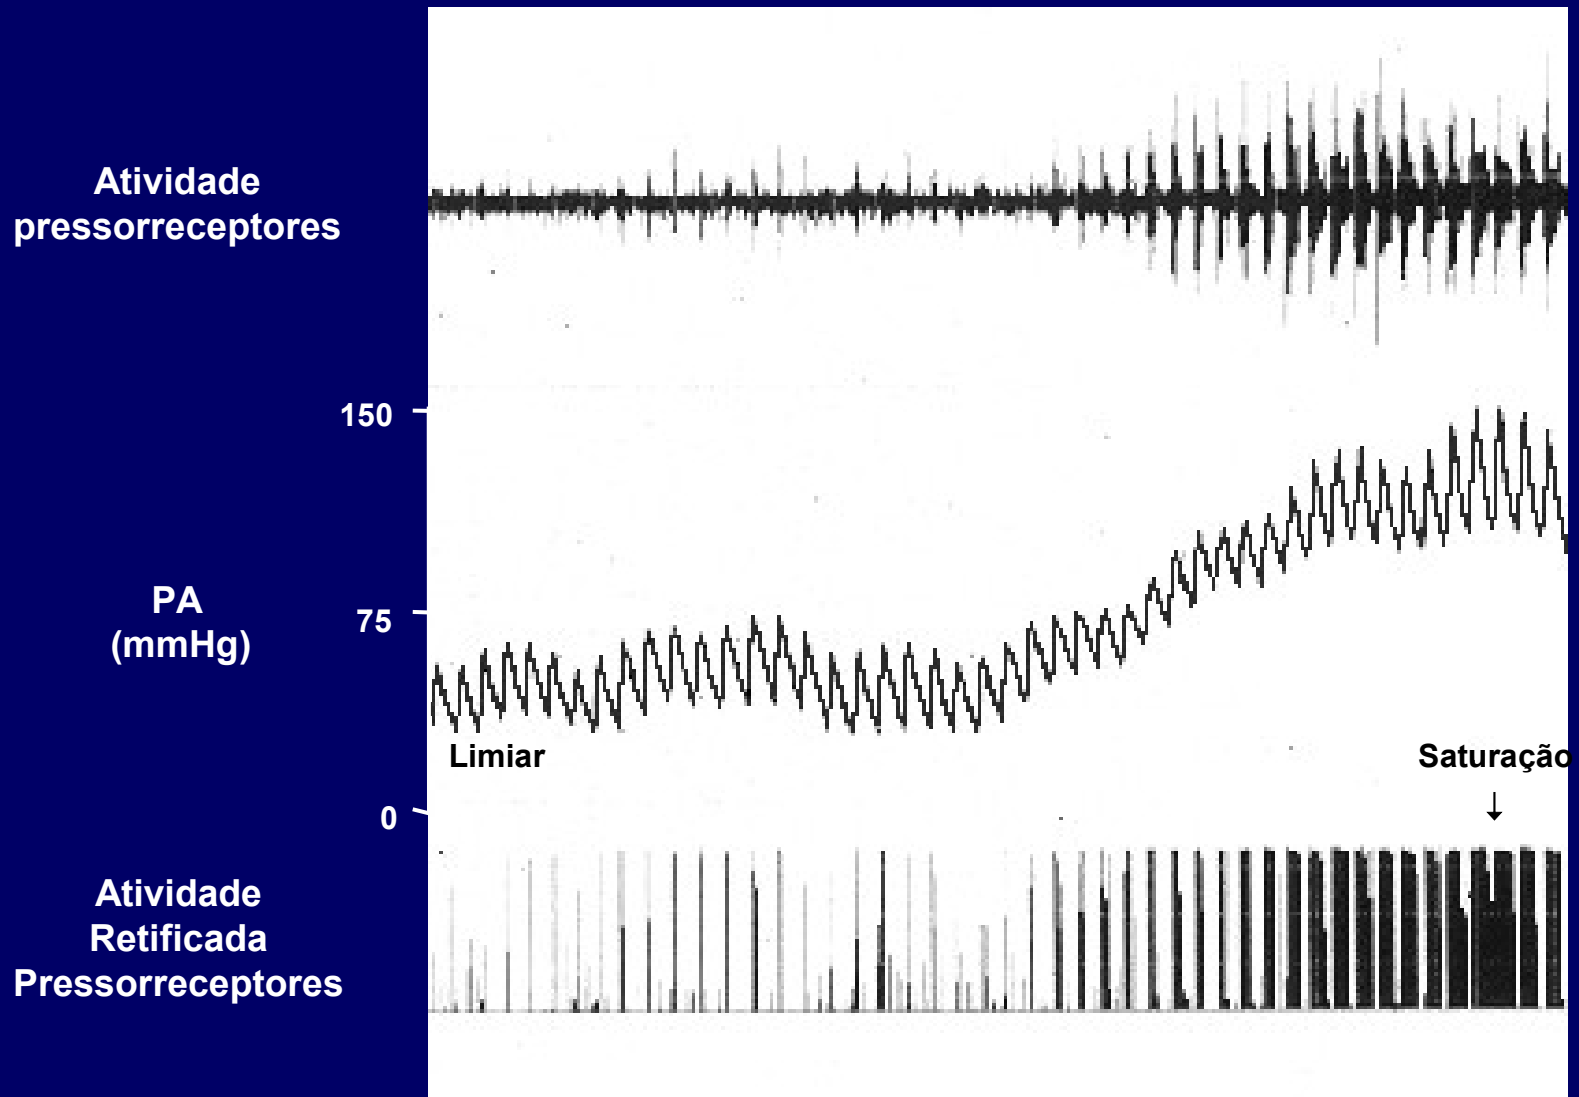 Atividade
pressorreceptores
150
75
PA
(mmHg)
Limiar
Saturação
0
Atividade
Retificada
Pressorreceptores